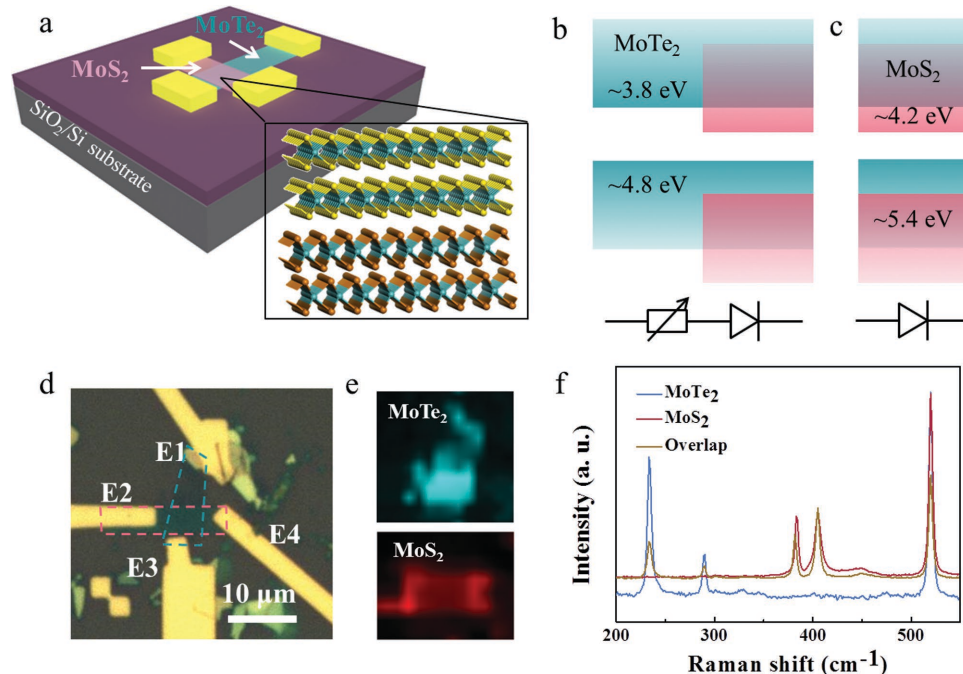 a
MoTe2
MoS2
SiO2/Si substrate
b
MoTe2
~3.8 eV
~4.8 eV
c
MoS2
~4.2 eV
~5.4 eV
d
E1
E2
E3
E4
10 µm
e
MoTe2
MoS2
f
MoTe2
MoS2
Overlap
Intensity (a. u.)
200 300 400 500
Raman shift (cm-1)